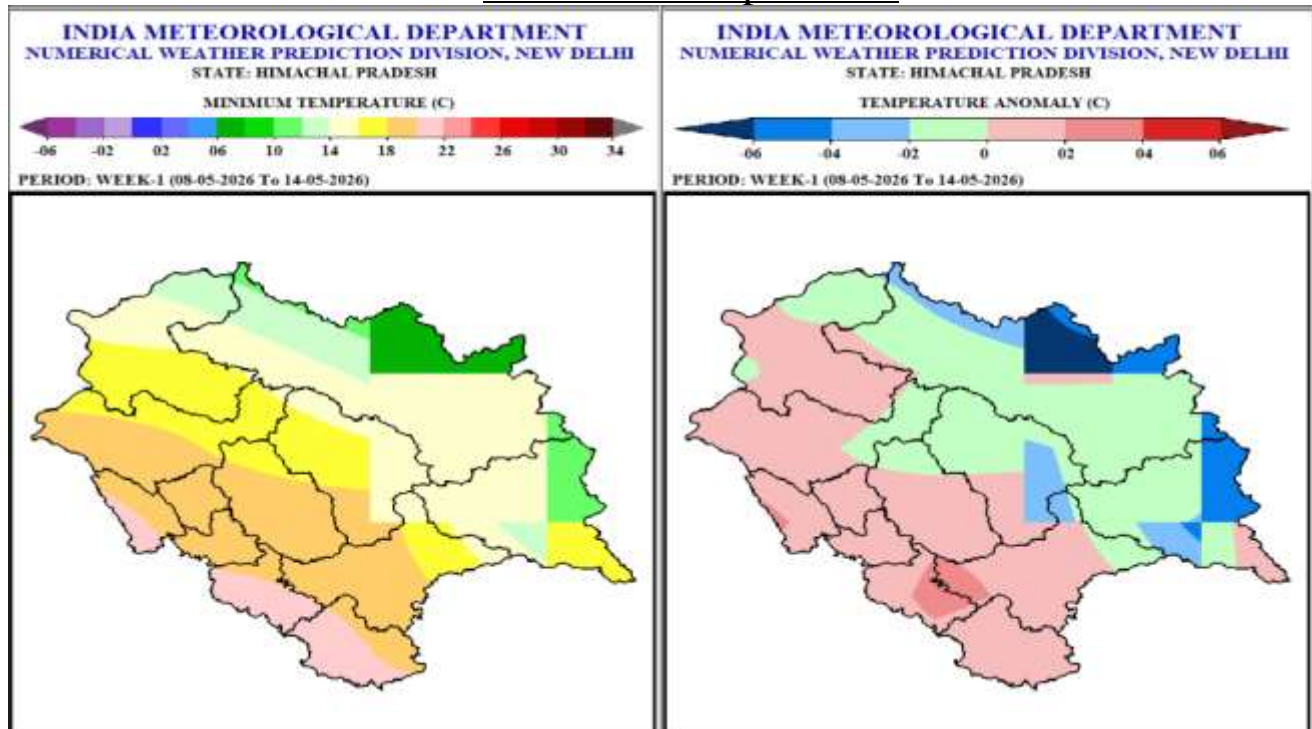 INDIA METEOROLOGICAL DEPARTMENT
NUMERICAL WEATHER PREDICTION DIVISION, NEW DELHI
STATE: HIMACHAL PRADESH
MINIMUM TEMPERATURE (C)
-06 -02 02 06 10 14 18 22 26 30 34
PERIOD: WEEK-1 (08-05-2026 To 14-05-2026)
INDIA METEOROLOGICAL DEPARTMENT
NUMERICAL WEATHER PREDICTION DIVISION, NEW DELHI
STATE: HIMACHAL PRADESH
TEMPERATURE ANOMALY (C)
-06 -04 -02 0 02 04 06
PERIOD: WEEK-1 (08-05-2026 To 14-05-2026)